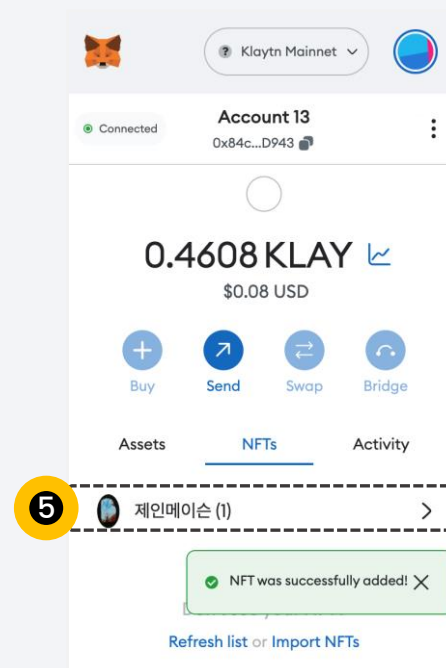 ? Klaytn Mainnet
Connected
Account 13
0x84c...D943
0.4608 KLAY
$0.08 USD
Buy Send Swap Bridge
Assets NFTs Activity
5 제인메이슨 (1)
NFT was successfully added!
Refresh list or Import NFTs